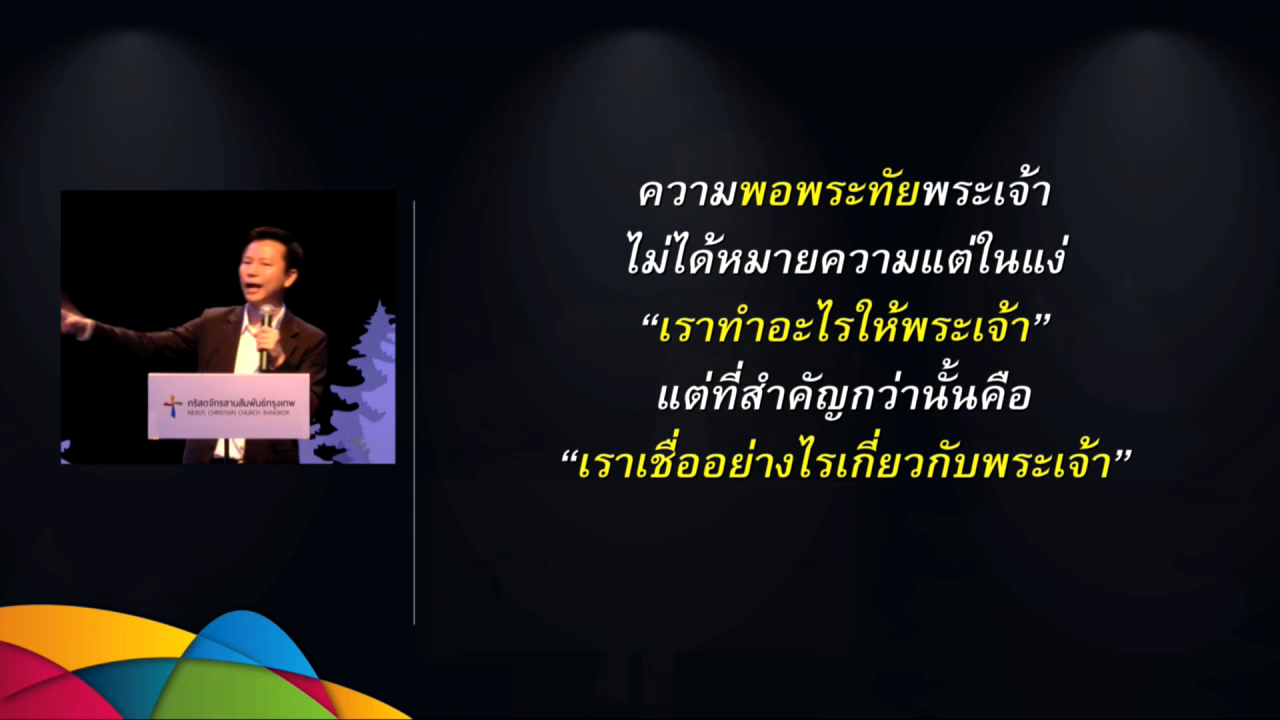 คริสตจักรสานสัมพันธ์กรุงเทพ
NEXUS CHRISTIAN CHURCH BANGKOK
ความพอพระทัยพระเจ้า
ไม่ได้หมายความแต่ในแง่
“เราทำอะไรให้พระเจ้า”
แต่ที่สำคัญกว่านั้นคือ
“เราเชื่ออย่างไรเกี่ยวกับพระเจ้า”